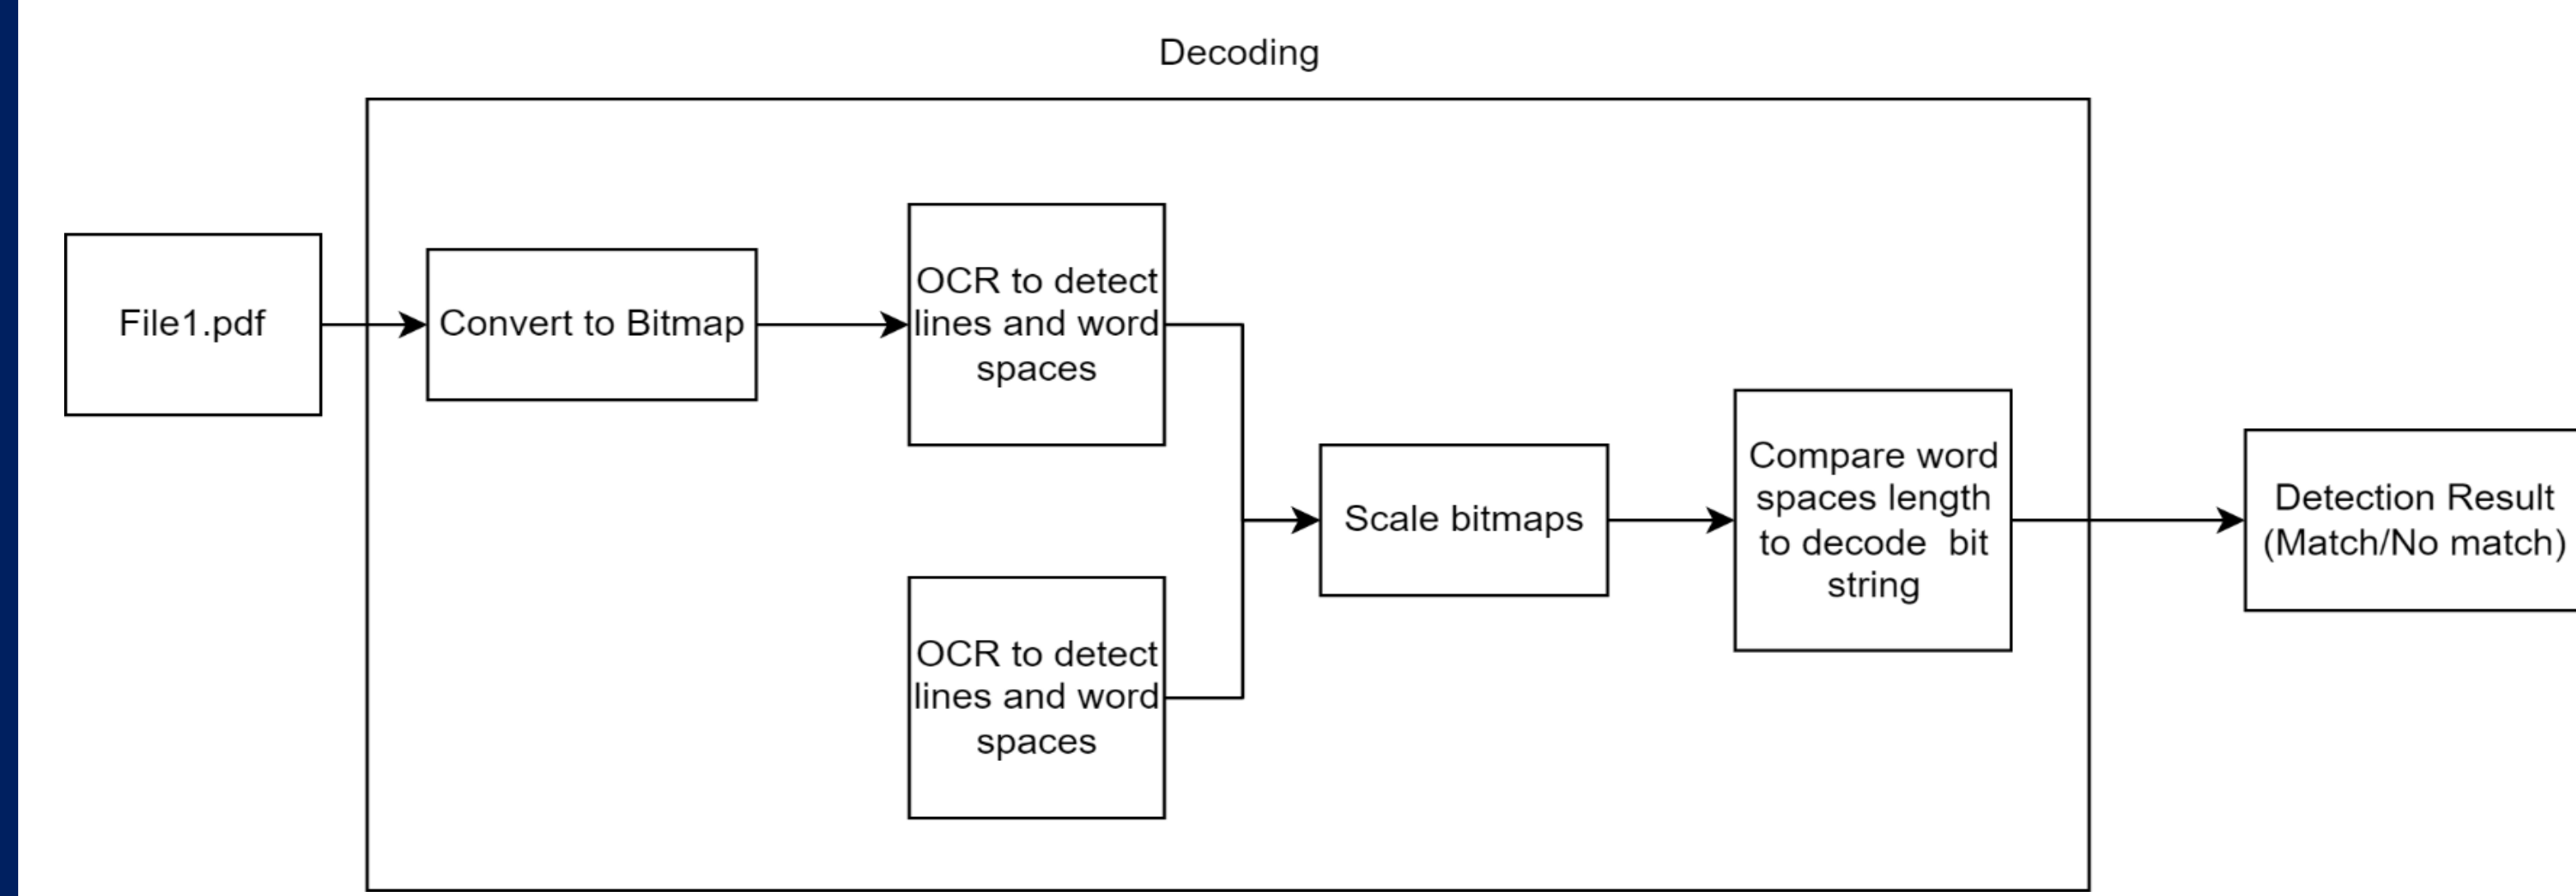 Decoding
File1.pdf
Convert to Bitmap
OCR to detect
lines and word
spaces
OCR to detect
lines and word
spaces
Scale bitmaps
Compare word
spaces length
to decode  bit
string
Detection Result
(Match/No match)